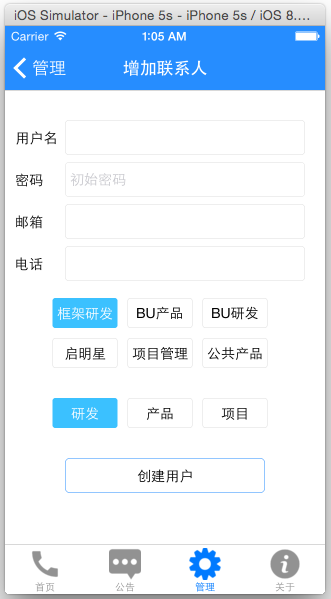 iOS Simulator - iPhone 5s - iPhone 5s / iOS 8....
Carrier 1:05 AM
管理 增加联系人
用户名
密码 初始密码
邮箱
电话
框架研发 BU产品 BU研发
启明星 项目管理 公共产品
研发 产品 项目
创建用户
首页 公告 管理 关于